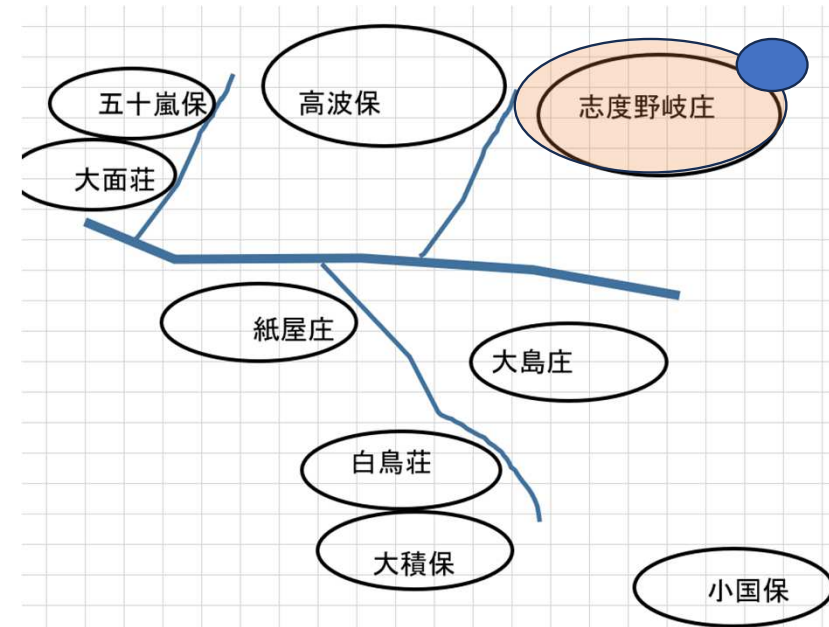 五十嵐保
高波保
志度野岐庄
大面荘
紙屋庄
大島庄
白鳥荘
大積保
小国保